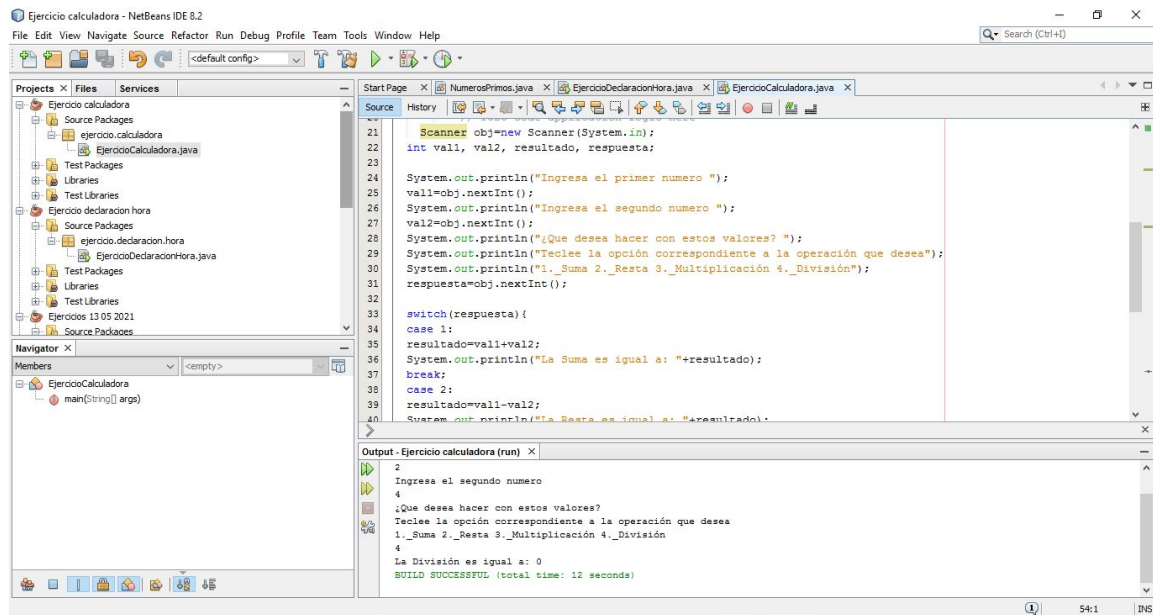 Ejercicio calculadora - NetBeans IDE 8.2
File Edit View Navigate Source Refactor Run Debug Profile Team Tools Window Help
Search (Ctrl+I)
<default config>
Projects Files Services
Ejercicio calculadora
Source Packages
ejercicio.calculadora
EjercicioCalculadora.java
Test Packages
Libraries
Test Libraries
Ejercicio declaracion hora
Source Packages
ejercicio.declaracion.hora
EjercicioDeclaracionHora.java
Test Packages
Libraries
Test Libraries
Ejercicios 13 05 2021
Source Packages
Navigator
Members <empty>
EjercicioCalculadora
main(String[] args)
Start Page NumerosPrimos.java EjercicioDeclaracionHora.java EjercicioCalculadora.java
Source History
21 Scanner obj=new Scanner(System.in);
22 int val1, val2, resultado, respuesta;
23
24 System.out.println("Ingresa el primer numero ");
25 val1=obj.nextInt();
26 System.out.println("Ingresa el segundo numero ");
27 val2=obj.nextInt();
28 System.out.println("¿Que desea hacer con estos valores? ");
29 System.out.println("Teclee la opción correspondiente a la operación que desea");
30 System.out.println("1._Suma 2._Resta 3._Multiplicación 4._División");
31 respuesta=obj.nextInt();
32
33 switch(respuesta){
34 case 1:
35 resultado=val1+val2;
36 System.out.println("La Suma es igual a: "+resultado);
37 break;
38 case 2:
39 resultado=val1-val2;
40 System.out.println("La Resta es igual a: "+resultado);
Output - Ejercicio calculadora (run)
2
Ingresa el segundo numero
4
¿Que desea hacer con estos valores?
Teclee la opción correspondiente a la operación que desea
1._Suma 2._Resta 3._Multiplicación 4._División
4
La División es igual a: 0
BUILD SUCCESSFUL (total time: 12 seconds)
1 54:1 INS